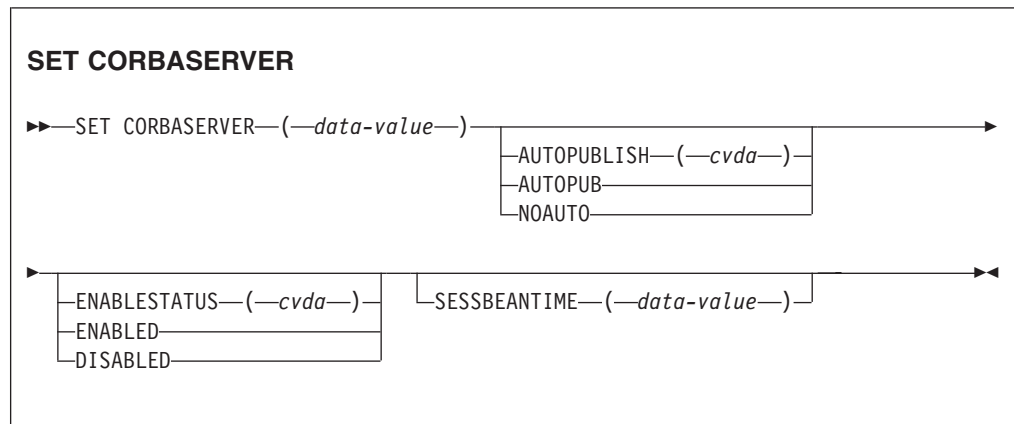 SET CORBASERVER
SET CORBASERVER ( data-value )
AUTOPUBLISH ( cvda )
AUTOPUB
NOAUTO
ENABLESTATUS ( cvda )
SESSBEANTIME ( data-value )
ENABLED
DISABLED